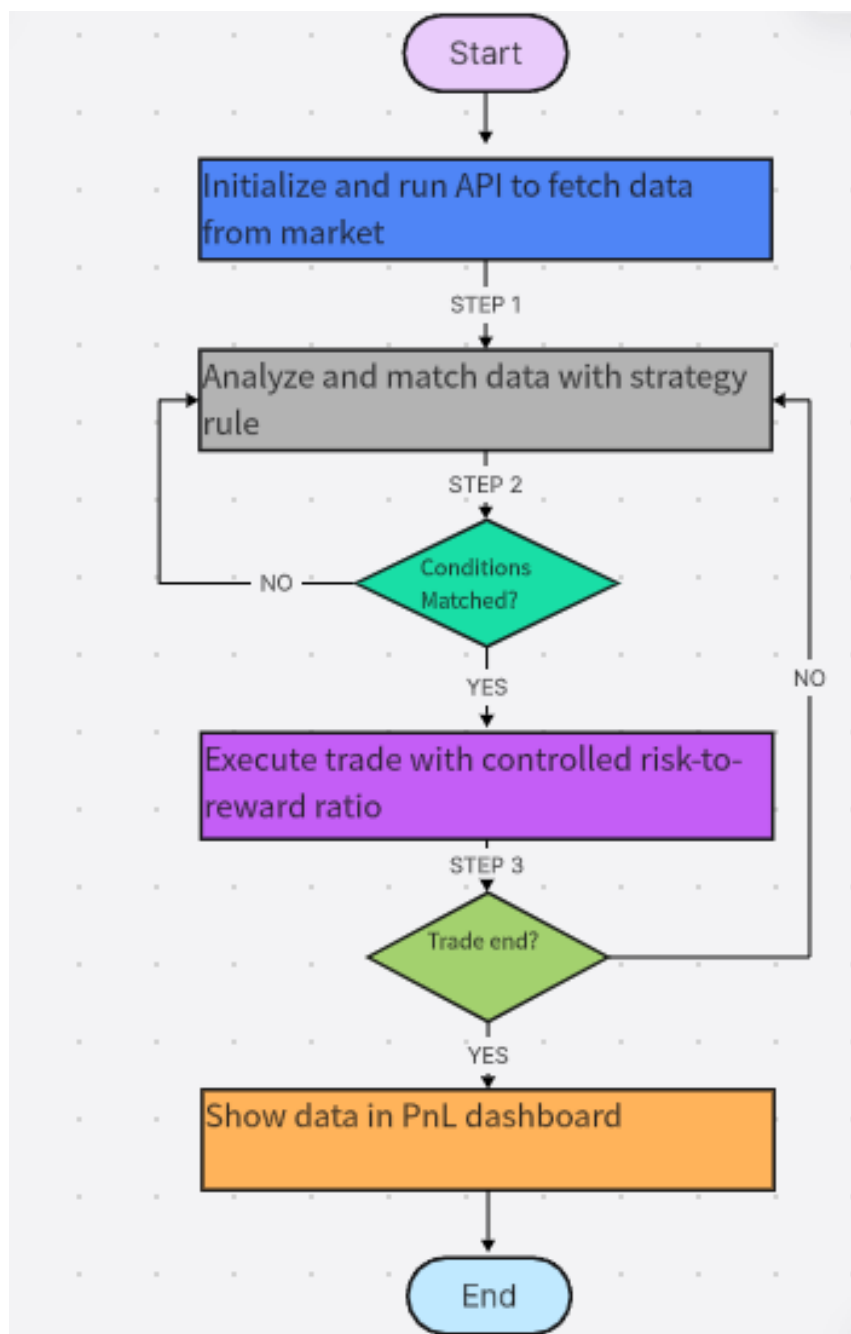 Start
Initialize and run API to fetch data
from market
STEP 1
Analyze and match data with strategy
rule
STEP 2
Conditions
Matched?
NO
YES
NO
Execute trade with controlled risk-to-
reward ratio
STEP 3
Trade end?
YES
Show data in PnL dashboard
End